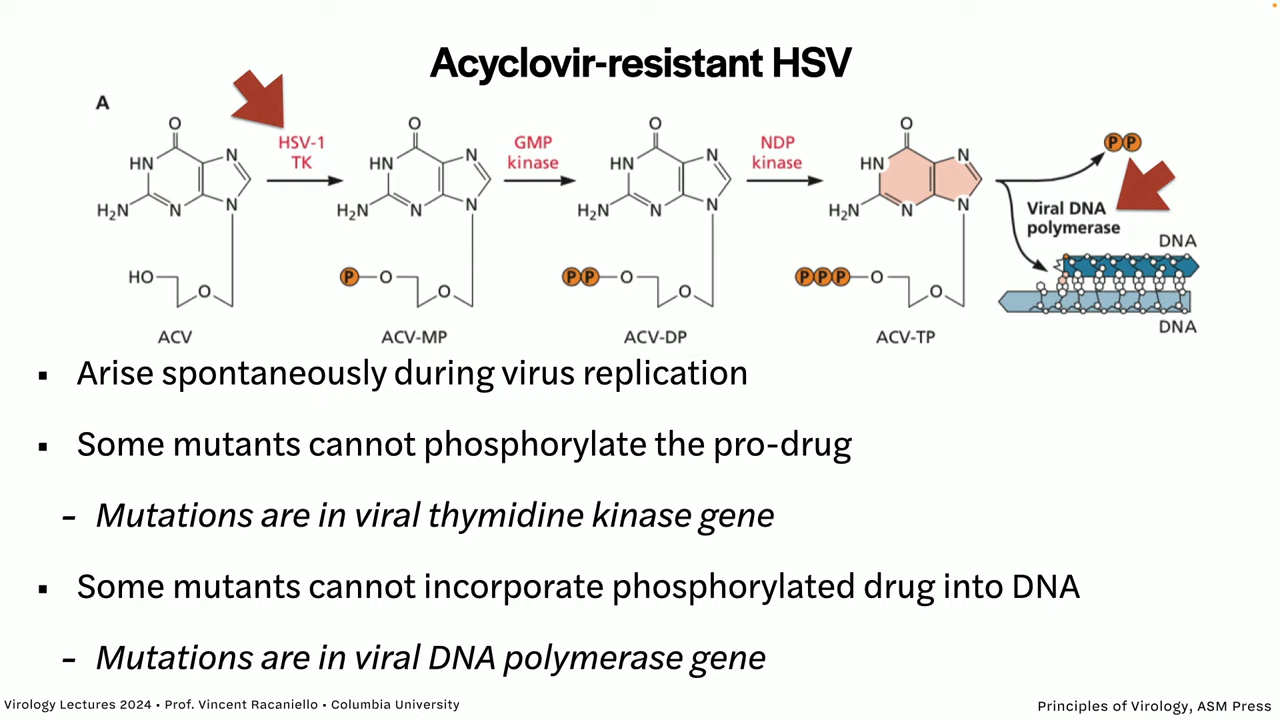 Acyclovir-resistant HSV
A
HSV-1
TK
GMP
kinase
NDP
kinase
O
HN
N
H₂N
N
N
HO
O
ACV
O
HN
N
H₂N
N
N
P
O
O
ACV-MP
O
HN
N
H₂N
N
N
PP
O
O
ACV-DP
O
HN
N
H₂N
N
N
PPP
O
O
ACV-TP
PP
Viral DNA
polymerase
DNA
DNA
▪ Arise spontaneously during virus replication
▪ Some mutants cannot phosphorylate the pro-drug
- Mutations are in viral thymidine kinase gene
▪ Some mutants cannot incorporate phosphorylated drug into DNA
- Mutations are in viral DNA polymerase gene
Virology Lectures 2024 • Prof. Vincent Racaniello • Columbia University
Principles of Virology, ASM Press